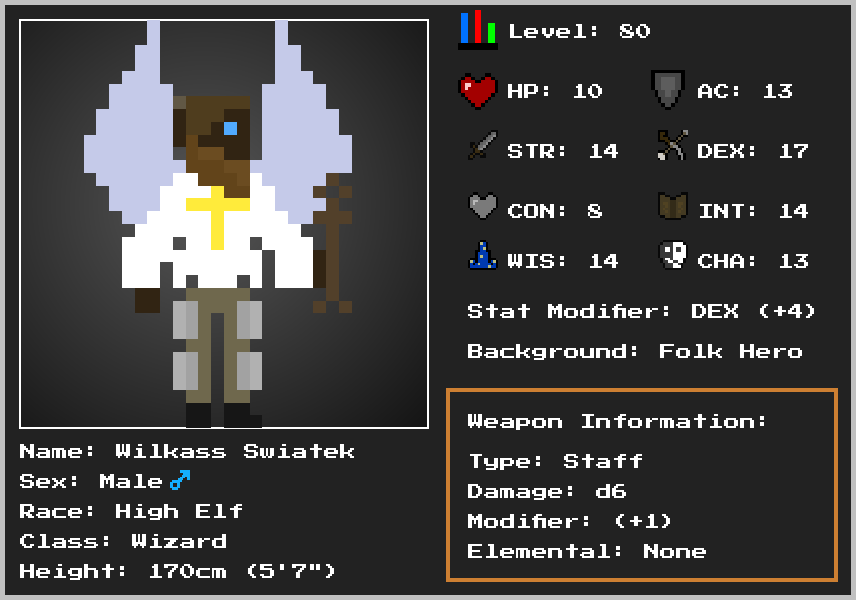 Level: 80
HP: 10
AC: 13
STR: 14
DEX: 17
CON: 8
INT: 14
WIS: 14
CHA: 13
Stat Modifier: DEX (+4)
Background: Folk Hero
Weapon Information:
Type: Staff
Damage: d6
Modifier: (+1)
Elemental: None
Name: Wilkass Swiatek
Sex: Male♂
Race: High Elf
Class: Wizard
Height: 170cm (5'7")